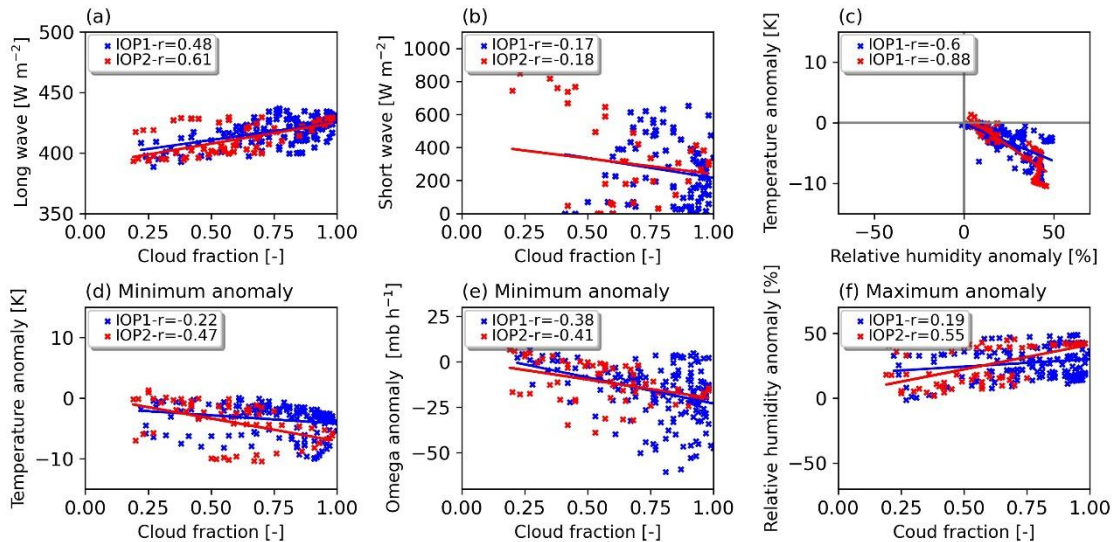 (a)
IOP1-r=0.48
IOP2-r=0.61
Long wave [W m⁻²]
500
450
400
350
0.00 0.25 0.50 0.75 1.00
Cloud fraction [-]
(b)
IOP1-r=-0.17
IOP2-r=-0.18
Short wave [W m⁻²]
1000
800
600
400
200
0
0.00 0.25 0.50 0.75 1.00
Cloud fraction [-]
(c)
IOP1-r=-0.6
IOP1-r=-0.88
Temperature anomaly [K]
10
0
−10
−50 0 50
Relative humidity anomaly [%]
(d) Minimum anomaly
IOP1-r=-0.22
IOP2-r=-0.47
Temperature anomaly [K]
10
0
−10
0.00 0.25 0.50 0.75 1.00
Cloud fraction [-]
(e) Minimum anomaly
IOP1-r=-0.38
IOP2-r=-0.41
Omega anomaly [mb h⁻¹]
25
0
−25
−50
0.00 0.25 0.50 0.75 1.00
Cloud fraction [-]
(f) Maximum anomaly
IOP1-r=0.19
IOP2-r=0.55
Relative humidity anomaly [%]
50
0
−50
0.00 0.25 0.50 0.75 1.00
Coud fraction [-]